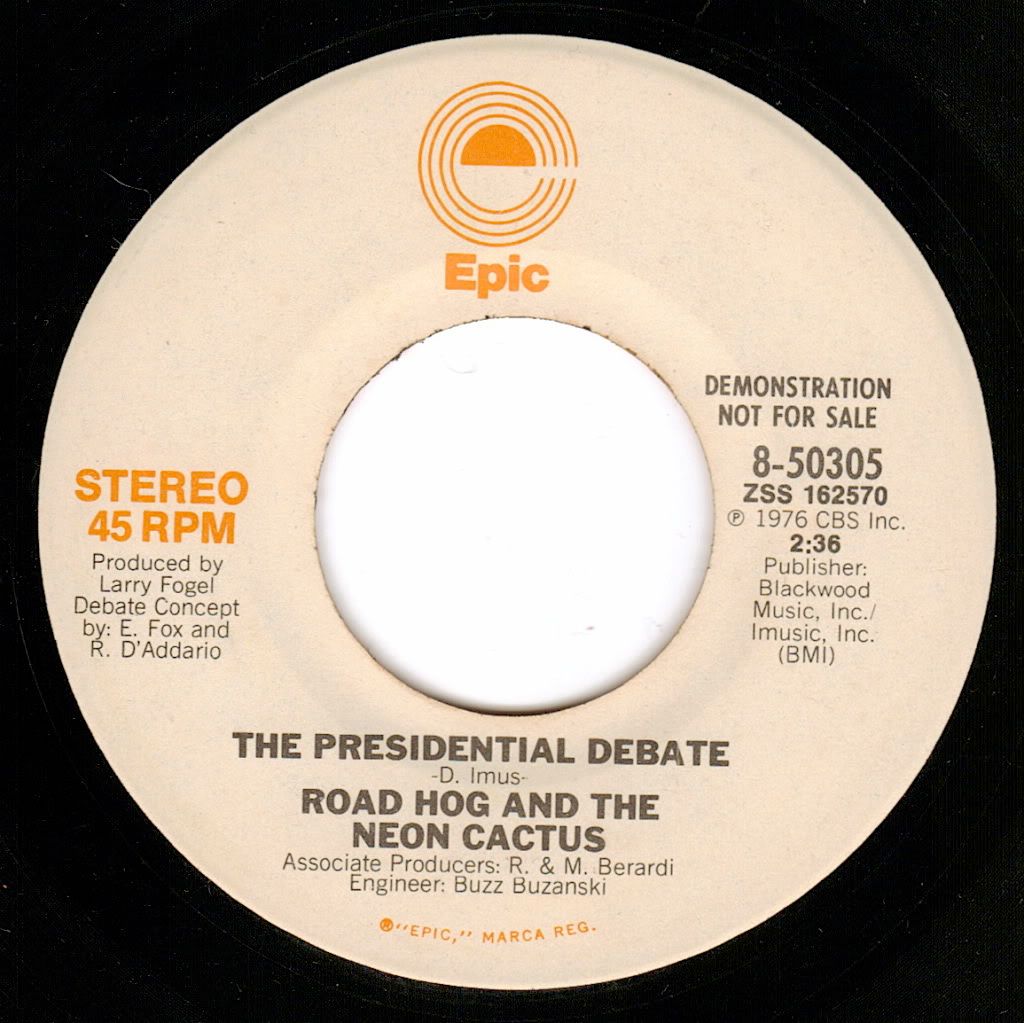 Epic
DEMONSTRATION
NOT FOR SALE
8-50305
ZSS 162570
℗ 1976 CBS Inc.
2:36
Publisher:
Blackwood
Music, Inc./
Imusic, Inc.
(BMI)
STEREO
45 RPM
Produced by
Larry Fogel
Debate Concept
by: E. Fox and
R. D'Addario
THE PRESIDENTIAL DEBATE
-D. Imus-
ROAD HOG AND THE
NEON CACTUS
Associate Producers: R. & M. Berardi
Engineer: Buzz Buzanski
®"EPIC," MARCA REG.